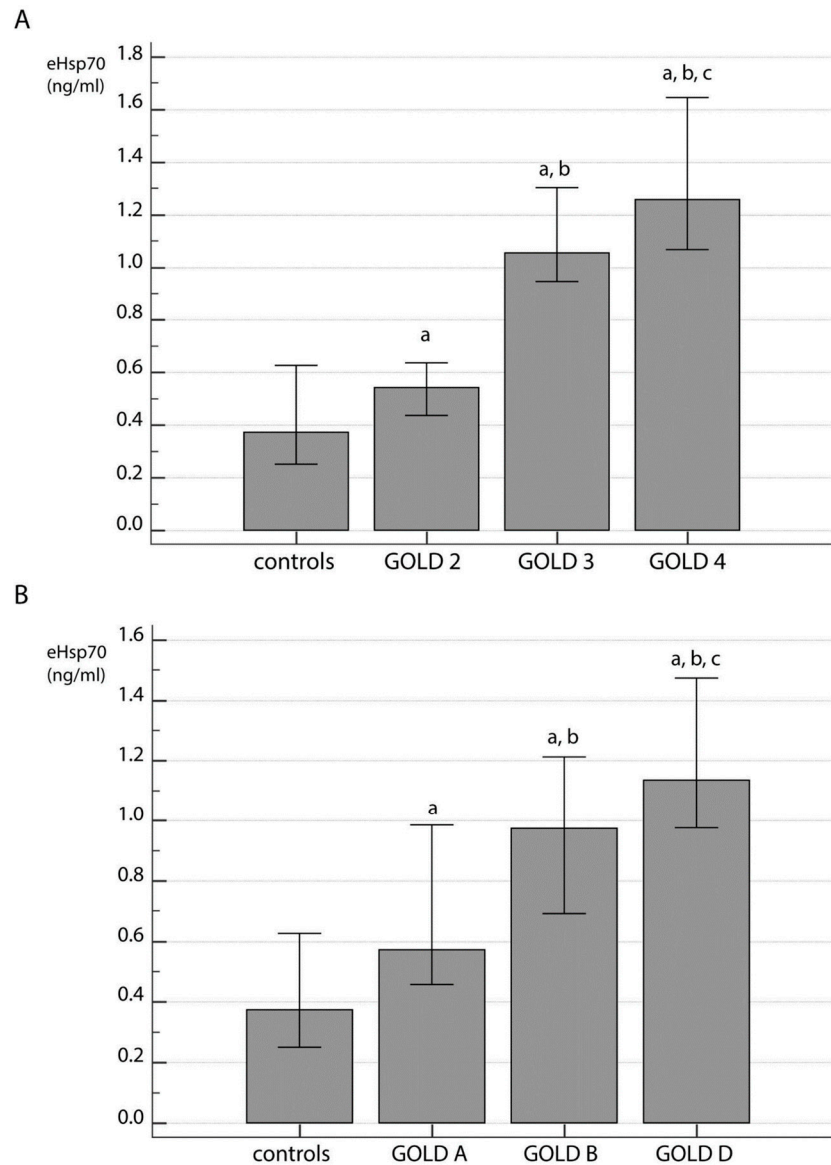 A
eHsp70
(ng/ml)
1.8
1.6
1.4
1.2
1.0
0.8
0.6
0.4
0.2
0.0
a
a, b
a, b, c
controls GOLD 2 GOLD 3 GOLD 4
B
eHsp70
(ng/ml)
1.6
1.4
1.2
1.0
0.8
0.6
0.4
0.2
0.0
a
a, b
a, b, c
controls GOLD A GOLD B GOLD D